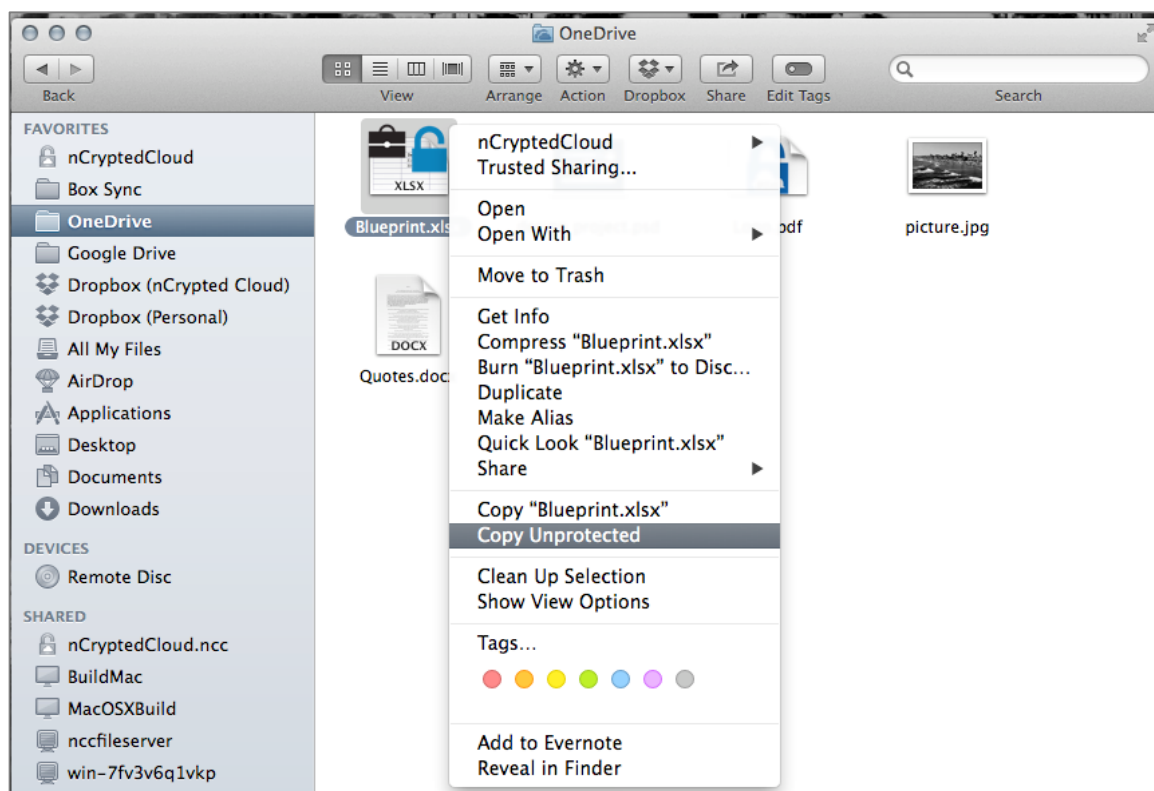 OneDrive
Back
View
Arrange
Action
Dropbox
Share
Edit Tags
Search
FAVORITES
nCryptedCloud
Box Sync
OneDrive
Google Drive
Dropbox (nCrypted Cloud)
Dropbox (Personal)
All My Files
AirDrop
Applications
Desktop
Documents
Downloads
DEVICES
Remote Disc
SHARED
nCryptedCloud.ncc
BuildMac
MacOSXBuild
nccfileserver
win-7fv3v6q1vkp
XLSX
Blueprint.xls
DOCX
Quotes.doc
picture.jpg
nCryptedCloud
Trusted Sharing...
Open
Open With
Move to Trash
Get Info
Compress “Blueprint.xlsx”
Burn “Blueprint.xlsx” to Disc...
Duplicate
Make Alias
Quick Look “Blueprint.xlsx”
Share
Copy “Blueprint.xlsx”
Copy Unprotected
Clean Up Selection
Show View Options
Tags...
Add to Evernote
Reveal in Finder